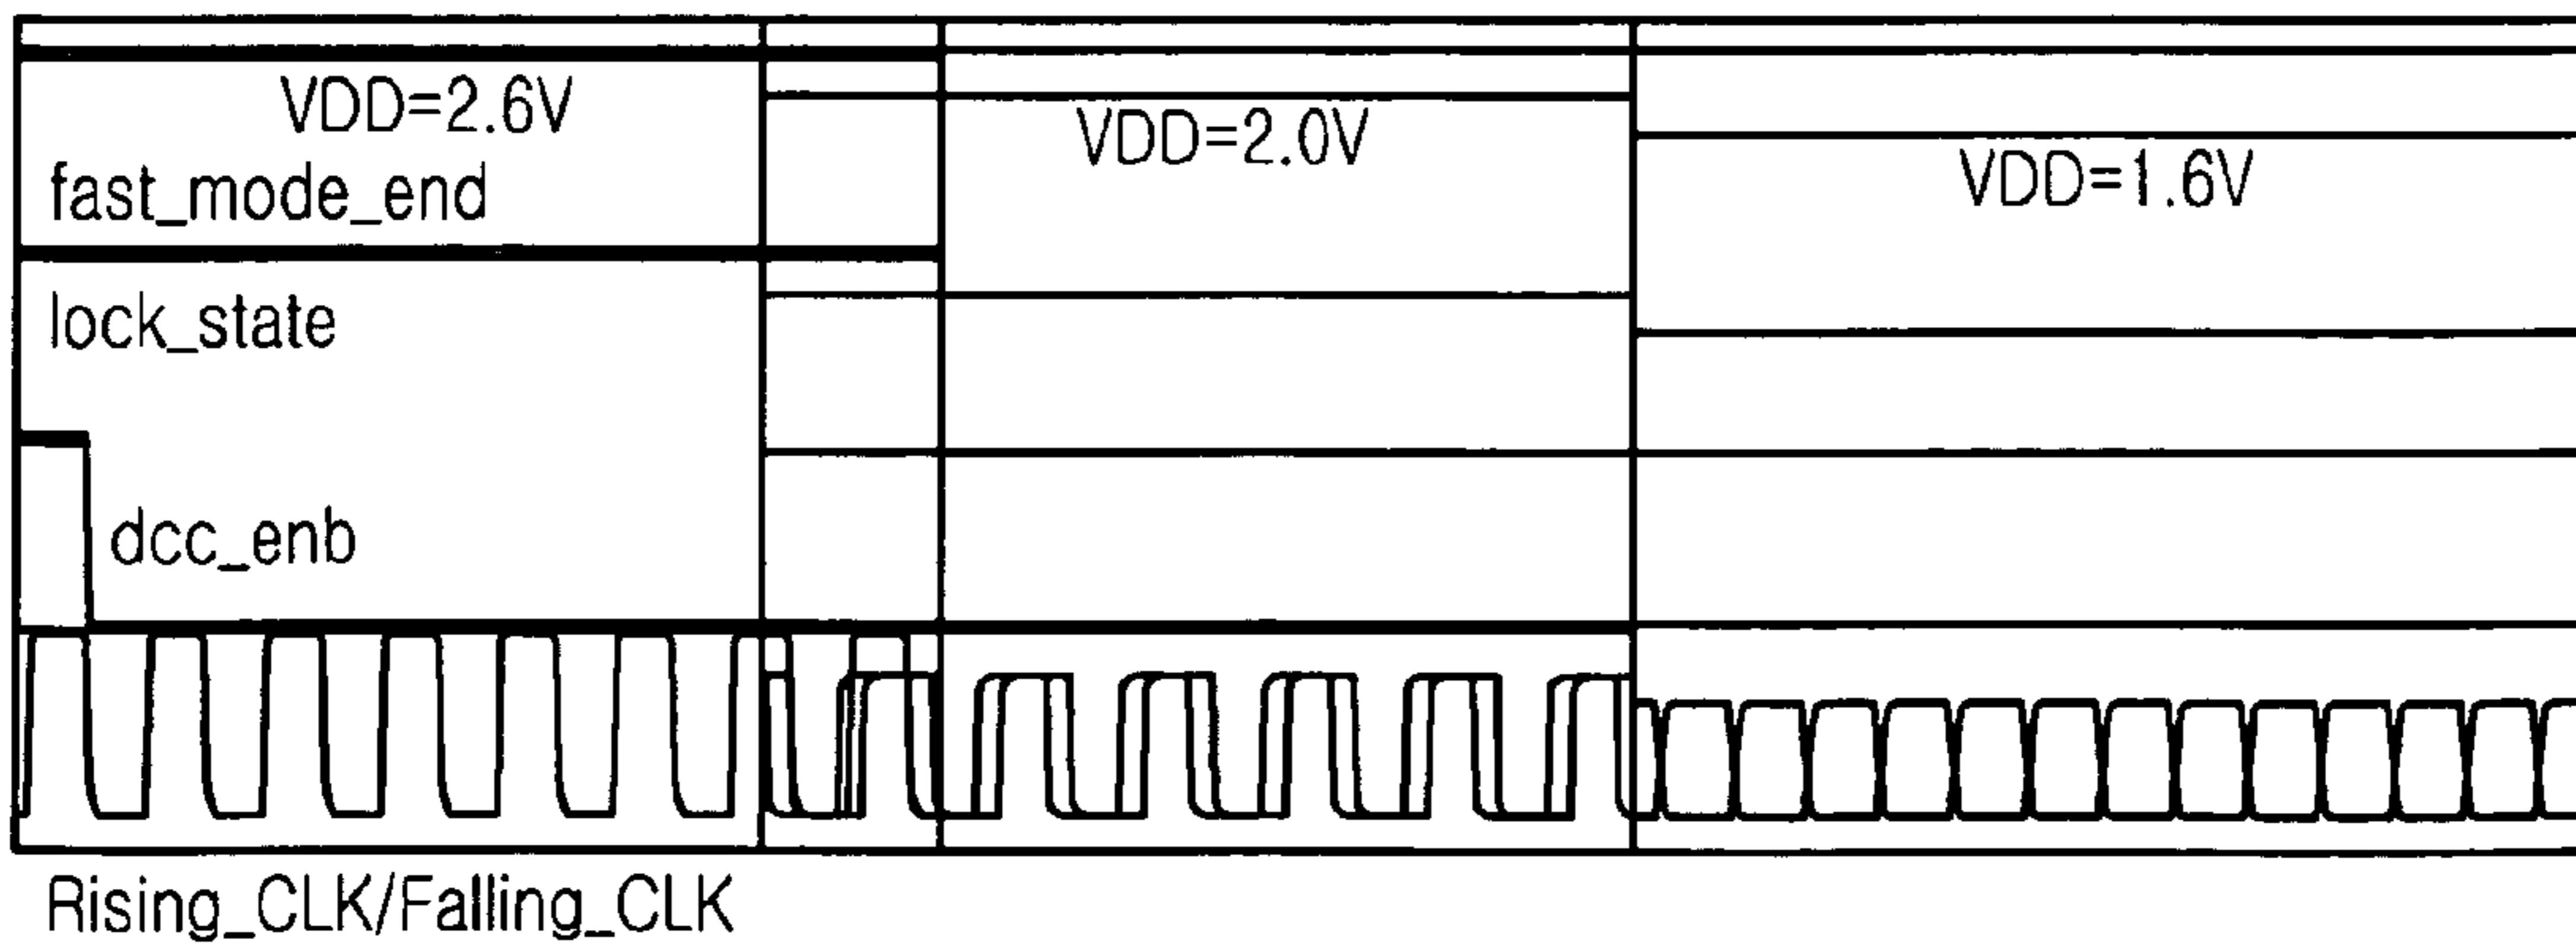 VDD=2.6V
VDD=2.0V
VDD=1.6V
fast_mode_end
lock_state
dcc_enb
Rising_CLK/Falling_CLK